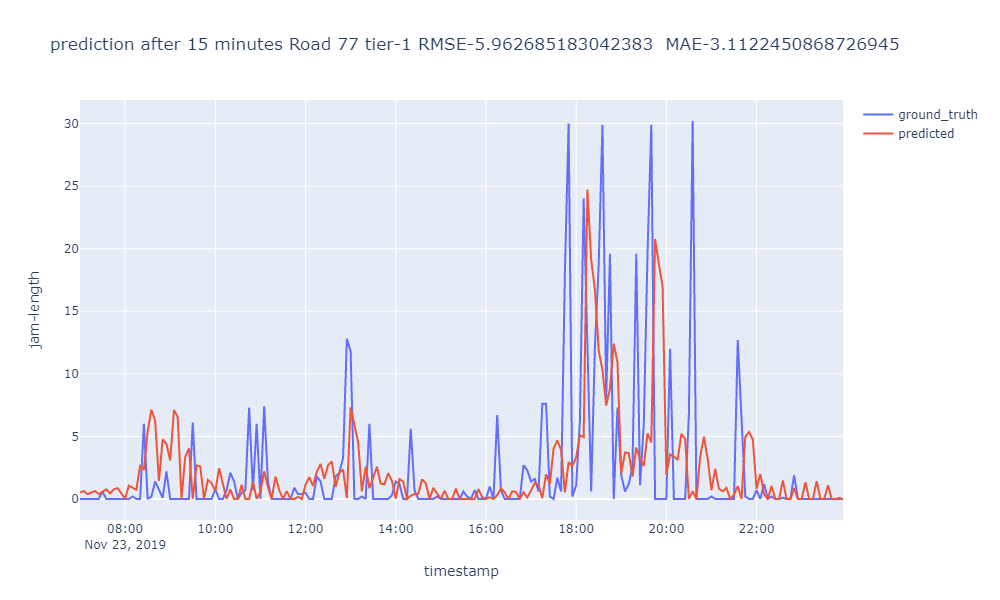 prediction after 15 minutes Road 77 tier-1 RMSE-5.962685183042383  MAE-3.1122450868726945
ground_truth
predicted
30
25
20
15
10
5
0
jam-length
08:00 10:00 12:00 14:00 16:00 18:00 20:00 22:00
Nov 23, 2019
timestamp